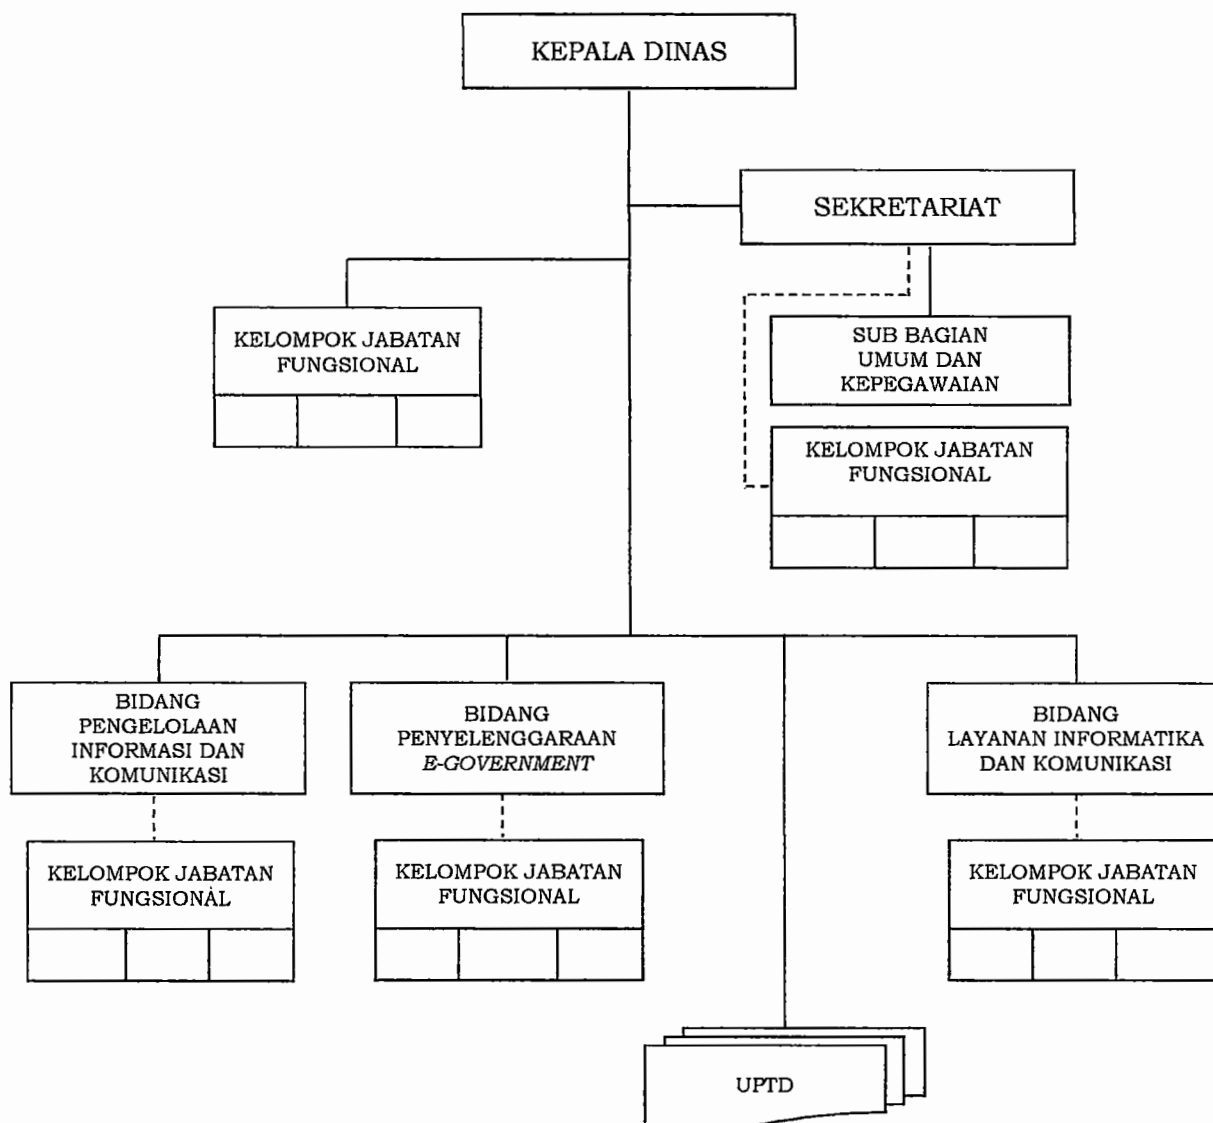 KEPALA DINAS
SEKRETARIAT
KELOMPOK JABATAN
FUNGSIONAL
SUB BAGIAN
UMUM DAN
KEPEGAWAIAN
KELOMPOK JABATAN
FUNGSIONAL
BIDANG
PENGELOLAAN
INFORMASI DAN
KOMUNIKASI
BIDANG
PENYELENGGARAAN
E-GOVERNMENT
BIDANG
LAYANAN INFORMATIKA
DAN KOMUNIKASI
KELOMPOK JABATAN
FUNGSIONAL
KELOMPOK JABATAN
FUNGSIONAL
KELOMPOK JABATAN
FUNGSIONAL
UPTD